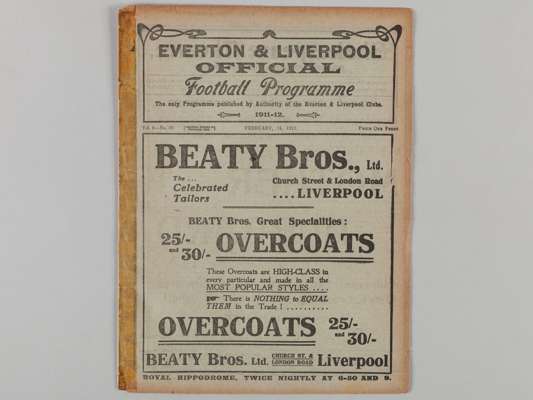 EVERTON & LIVERPOOL
OFFICIAL
Football Programme
The only Programme published by Authority of the Everton & Liverpool Clubs.
1911-12.
FEBRUARY, PRICE ONE PENNY
BEATY BROS., Ltd.
The ... Church Street & London Road
Celebrated
Tailors .... LIVERPOOL
BEATY Bros. Great Specialities :
25/- and 30/- OVERCOATS
These Overcoats are HIGH-CLASS in
every particular and made in all the
MOST POPULAR STYLES .....
There is NOTHING to EQUAL
THEM in the Trade ! ..........
OVERCOATS 25/- and 30/-
BEATY Bros. Ltd. CHURCH ST. & LONDON ROAD Liverpool
ROYAL HIPPODROME, TWICE NIGHTLY AT 6-50 AND 9.